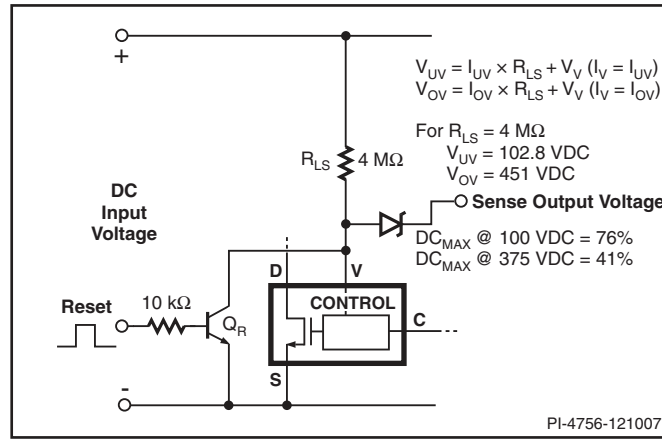 +
V_UV = I_UV × R_LS + V_V (I_V = I_UV)
V_OV = I_OV × R_LS + V_V (I_V = I_OV)
For R_LS = 4 MΩ
V_UV = 102.8 VDC
V_OV = 451 VDC
R_LS 4 MΩ
DC
Input
Voltage
Sense Output Voltage
DC_MAX @ 100 VDC = 76%
DC_MAX @ 375 VDC = 41%
D V
CONTROL
C
Reset
10 kΩ
Q_R
S
-
PI-4756-121007